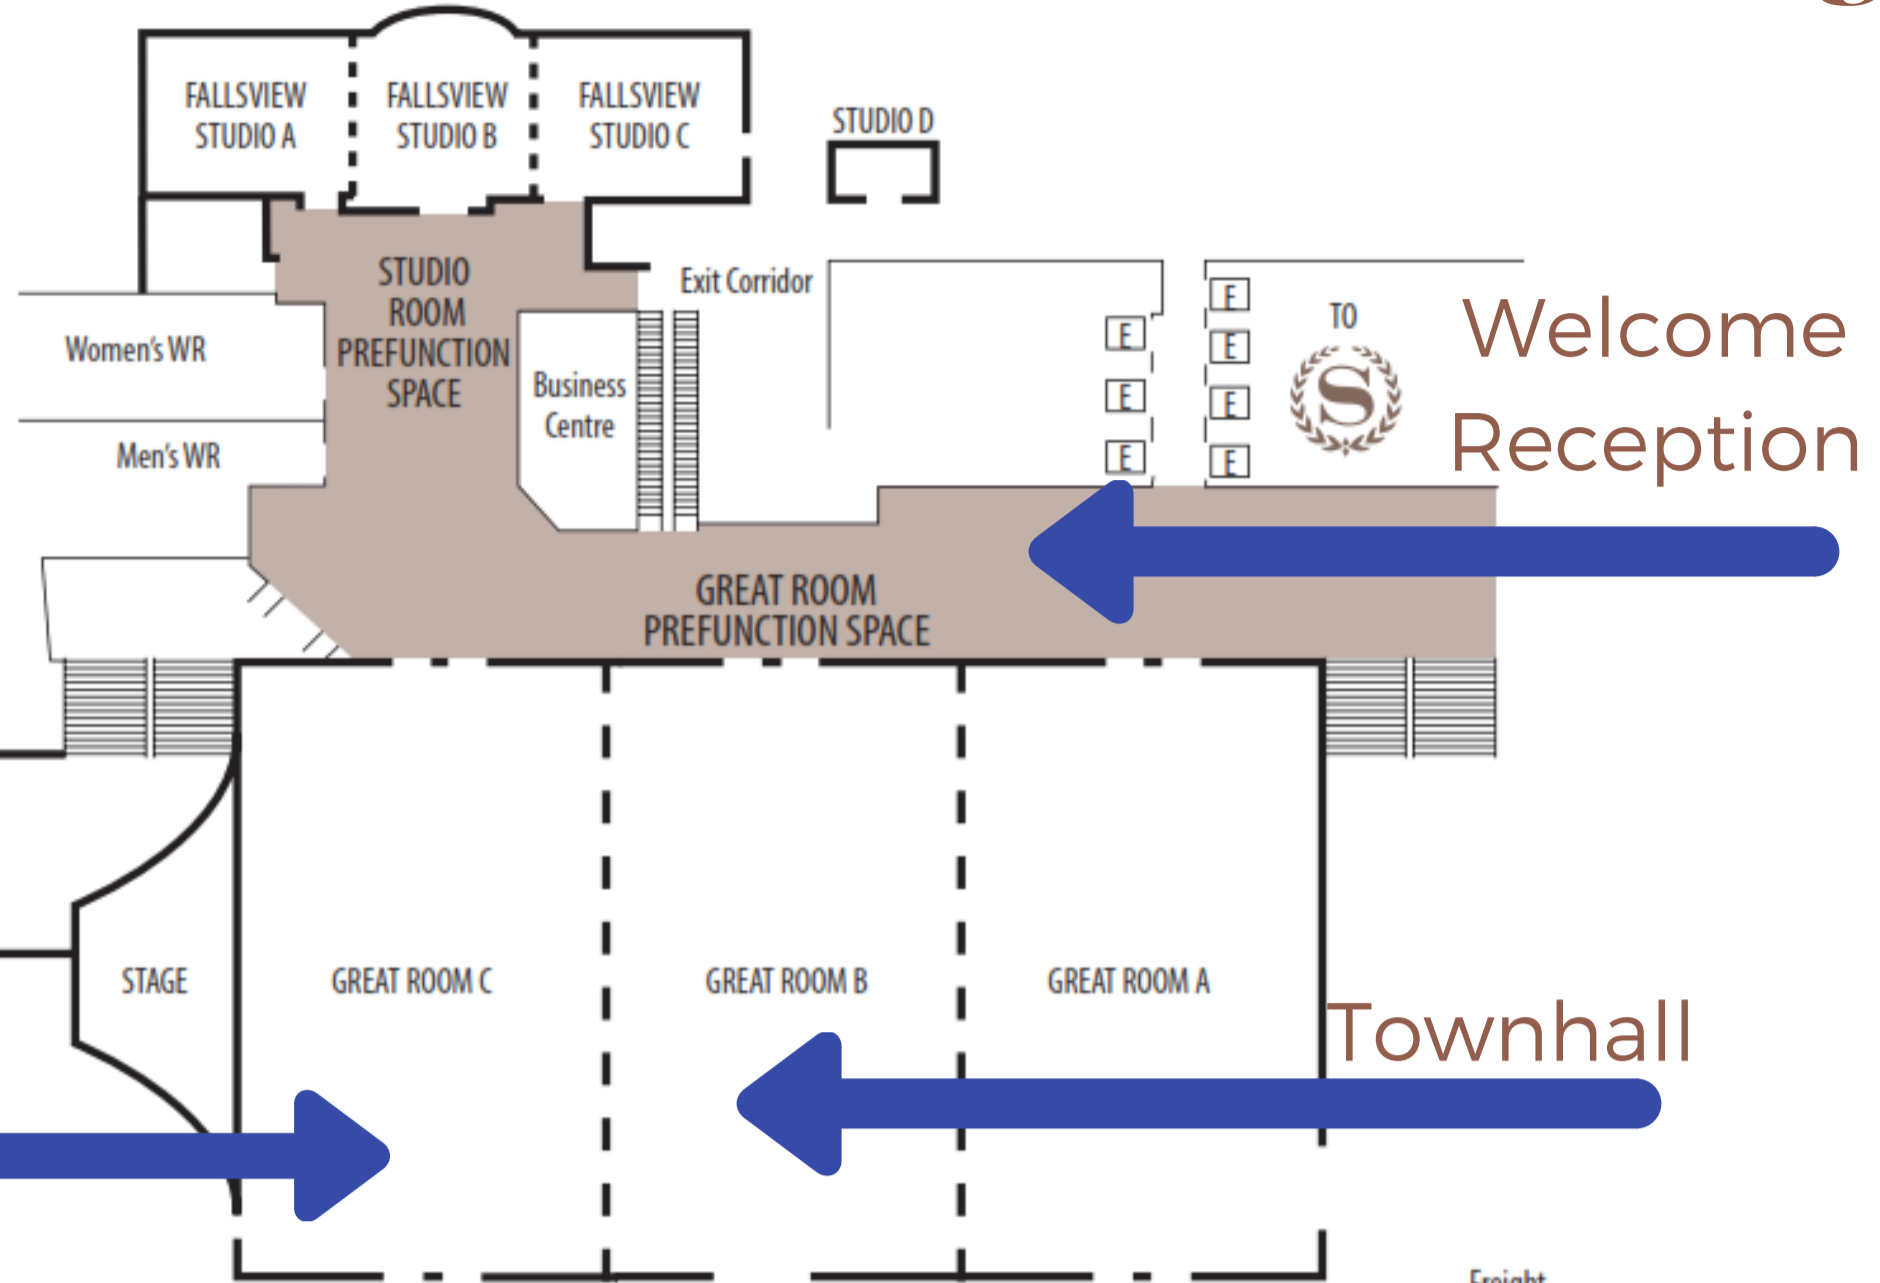 FALLSVIEW
STUDIO A
FALLSVIEW
STUDIO B
FALLSVIEW
STUDIO C
STUDIO D
STUDIO
ROOM
PREFUNCTION
SPACE
Exit Corridor
Women's WR
Men's WR
Business
Centre
E
E
E
E
E
E
E
TO
S
Welcome
Reception
GREAT ROOM
PREFUNCTION SPACE
STAGE
GREAT ROOM C
GREAT ROOM B
GREAT ROOM A
Townhall
Freight